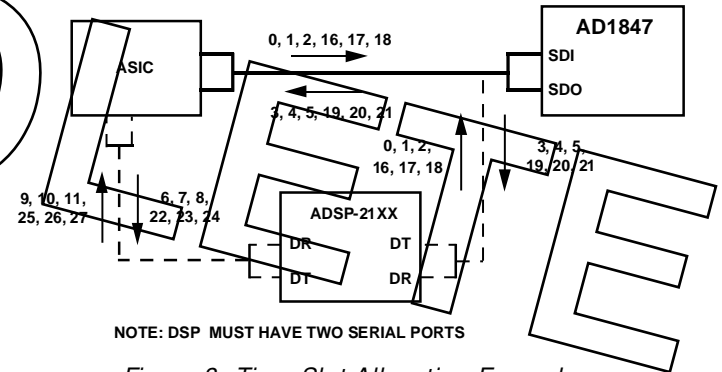 AD1847
ASIC
SDI
SDO
0, 1, 2, 16, 17, 18
3, 4, 5, 19, 20, 21
0, 1, 2,
16, 17, 18
3, 4, 5,
19, 20, 21
9, 10, 11,
25, 26, 27
6, 7, 8,
22, 23, 24
ADSP-21XX
DR
DT
DT
DR
NOTE: DSP MUST HAVE TWO SERIAL PORTS